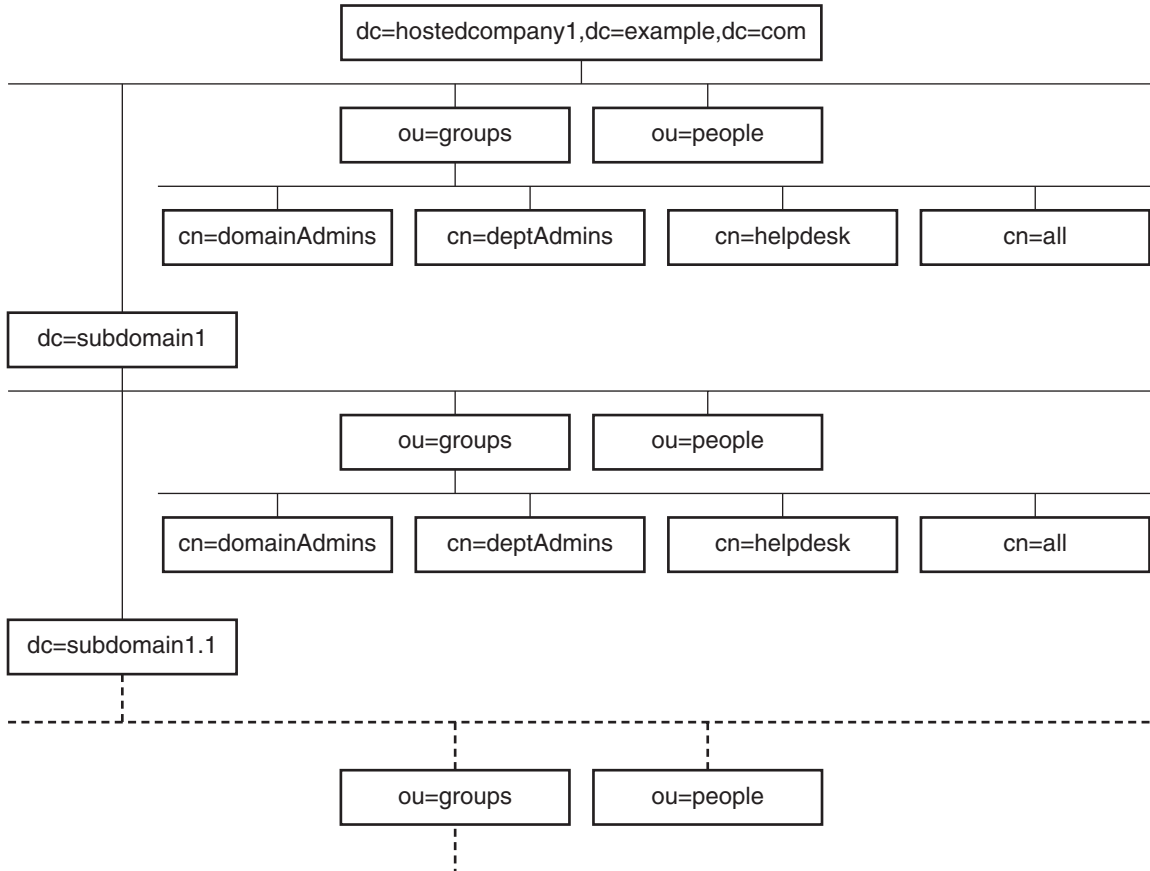 dc=hostedcompany1,dc=example,dc=com
ou=groups
ou=people
cn=domainAdmins
cn=deptAdmins
cn=helpdesk
cn=all
dc=subdomain1
ou=groups
ou=people
cn=domainAdmins
cn=deptAdmins
cn=helpdesk
cn=all
dc=subdomain1.1
ou=groups
ou=people